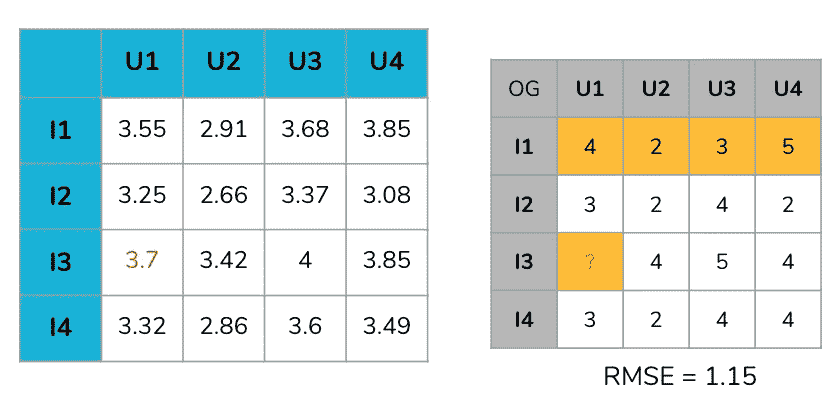 U1 U2 U3 U4
I1 3.55 2.91 3.68 3.85
I2 3.25 2.66 3.37 3.08
I3 3.7 3.42 4 3.85
I4 3.32 2.86 3.6 3.49
OG U1 U2 U3 U4
I1 4 2 3 5
I2 3 2 4 2
I3 ? 4 5 4
I4 3 2 4 4
RMSE = 1.15